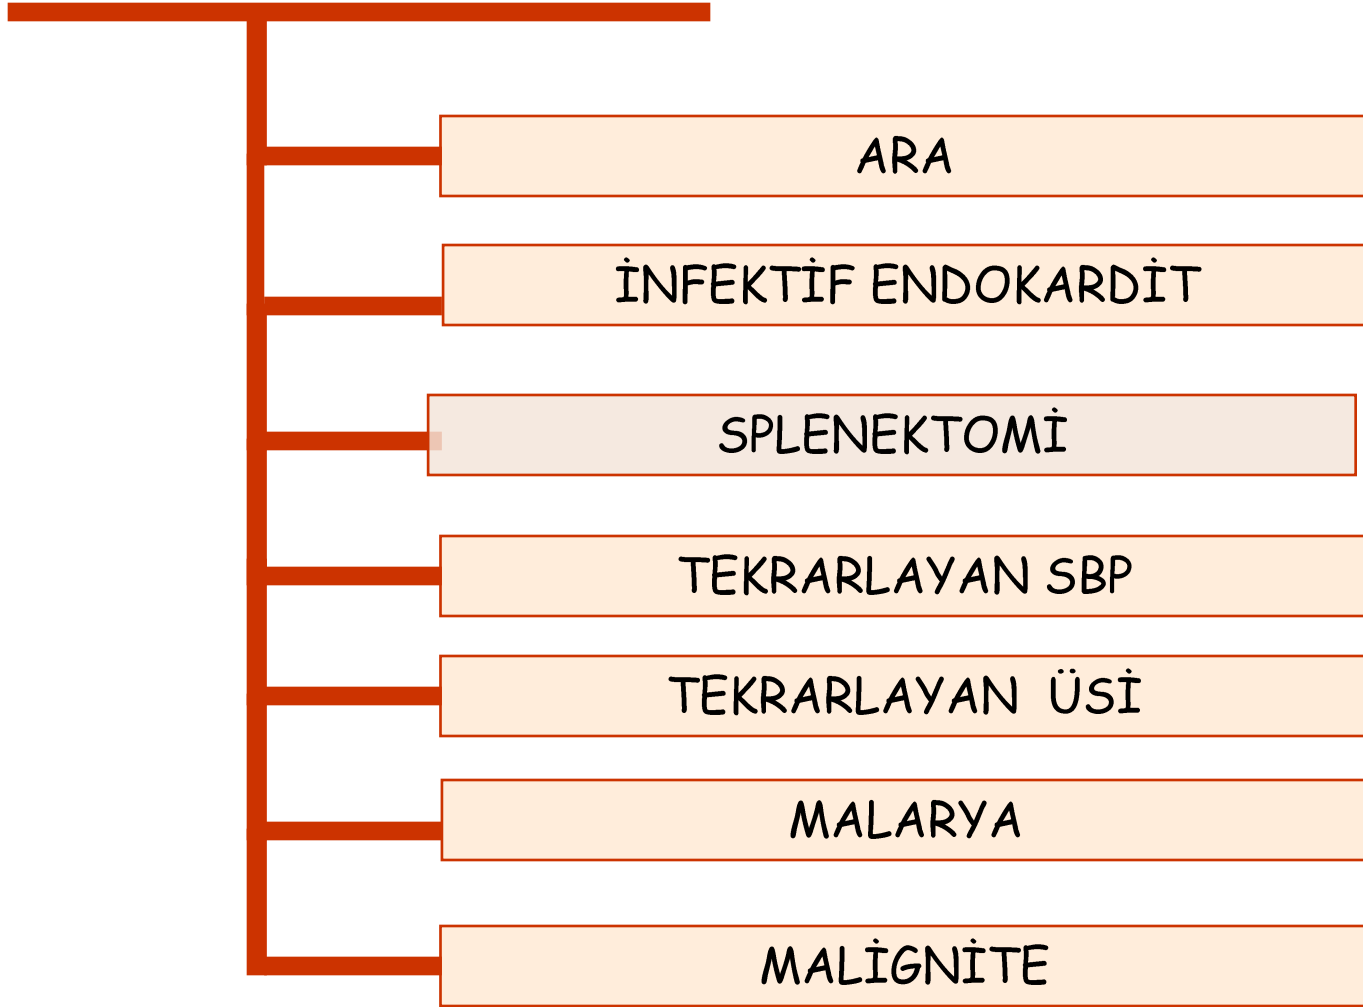 ARA
İNFEKTİF ENDOKARDİT
SPLENEKTOMİ
TEKRARLAYAN SBP
TEKRARLAYAN ÜSİ
MALARYA
MALİGNİTE